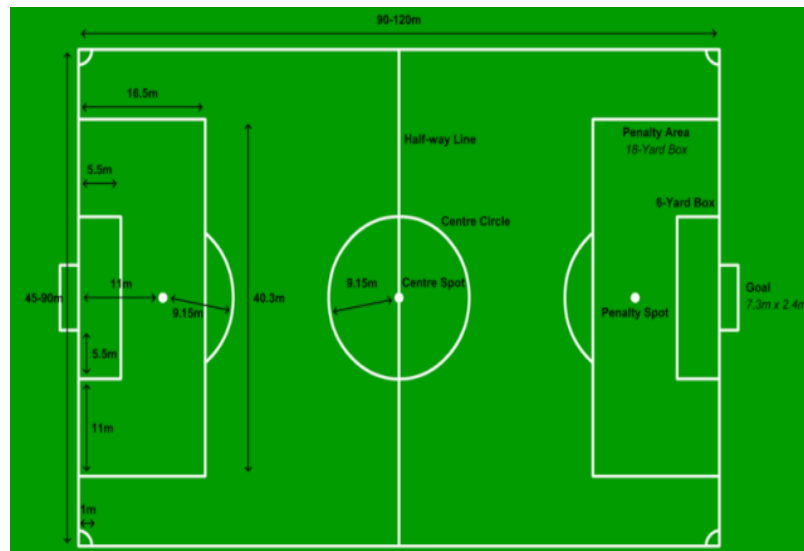 90-120m
16.5m
Half-way Line
Penalty Area
18-Yard Box
5.5m
6-Yard Box
Centre Circle
11m
9.15m
Centre Spot
45-90m
40.3m
Goal
9.15m
Penalty Spot
7.3m x 2.4m
5.5m
11m
1m